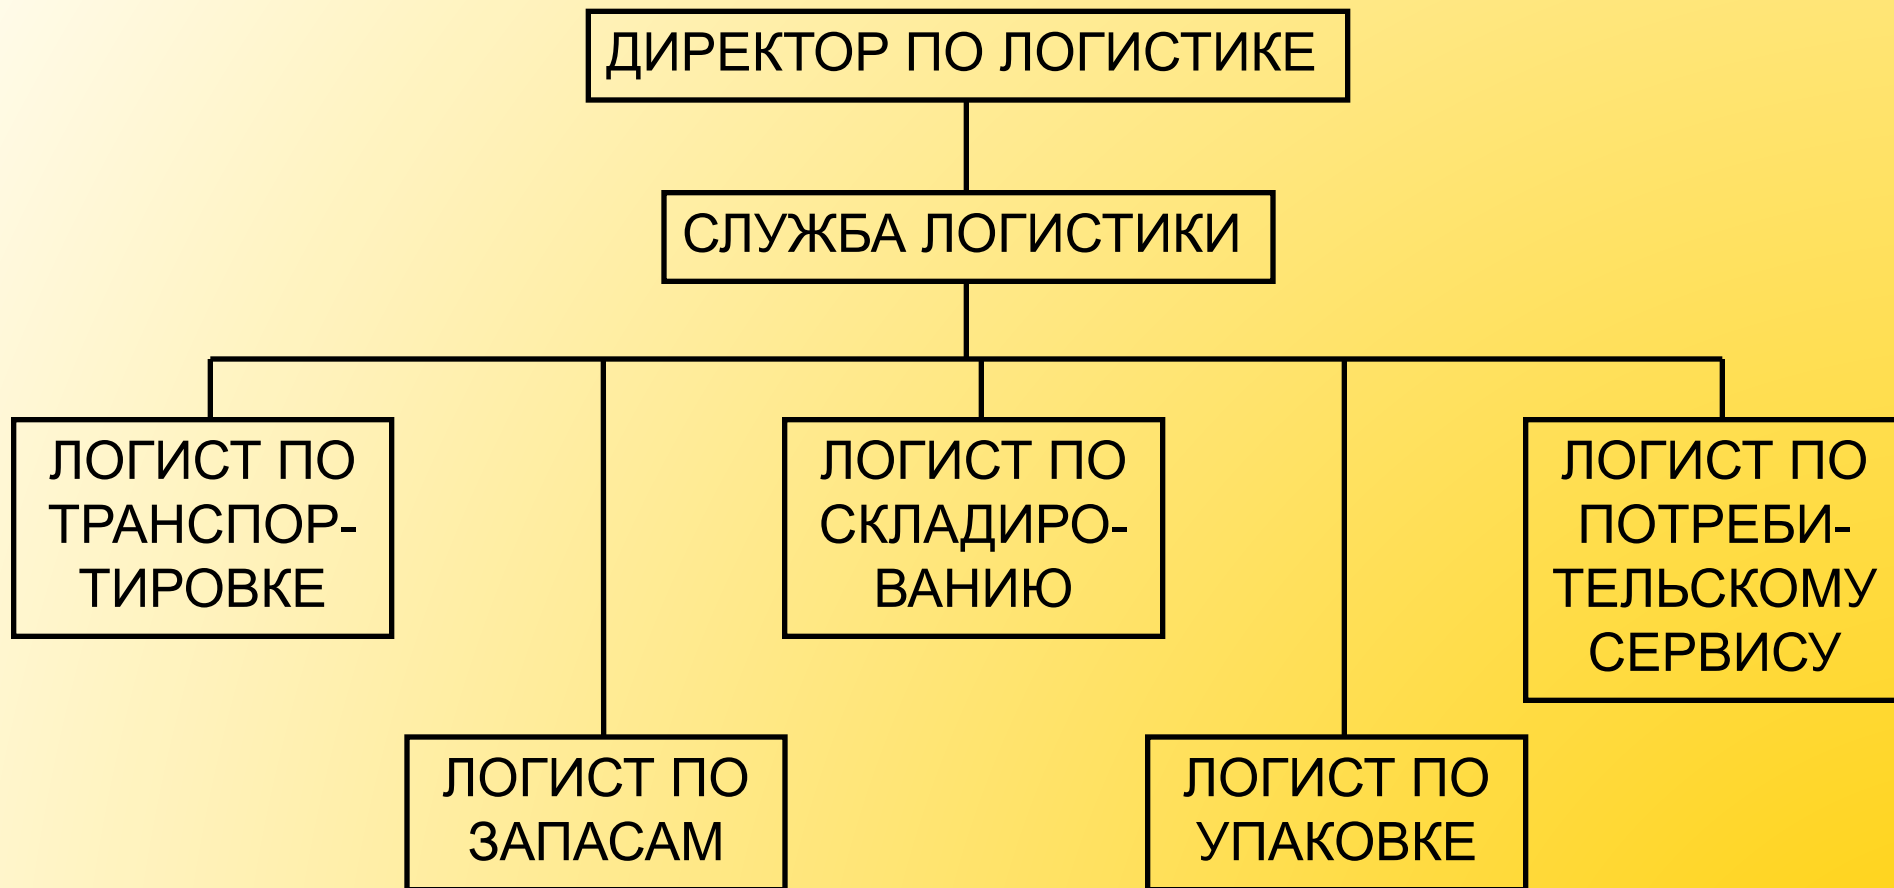 ДИРЕКТОР ПО ЛОГИСТИКЕ
СЛУЖБА ЛОГИСТИКИ
ЛОГИСТ ПО
ТРАНСПОР-
ТИРОВКЕ
ЛОГИСТ ПО
СКЛАДИРО-
ВАНИЮ
ЛОГИСТ ПО
ПОТРЕБИ-
ТЕЛЬСКОМУ
СЕРВИСУ
ЛОГИСТ ПО
ЗАПАСАМ
ЛОГИСТ ПО
УПАКОВКЕ